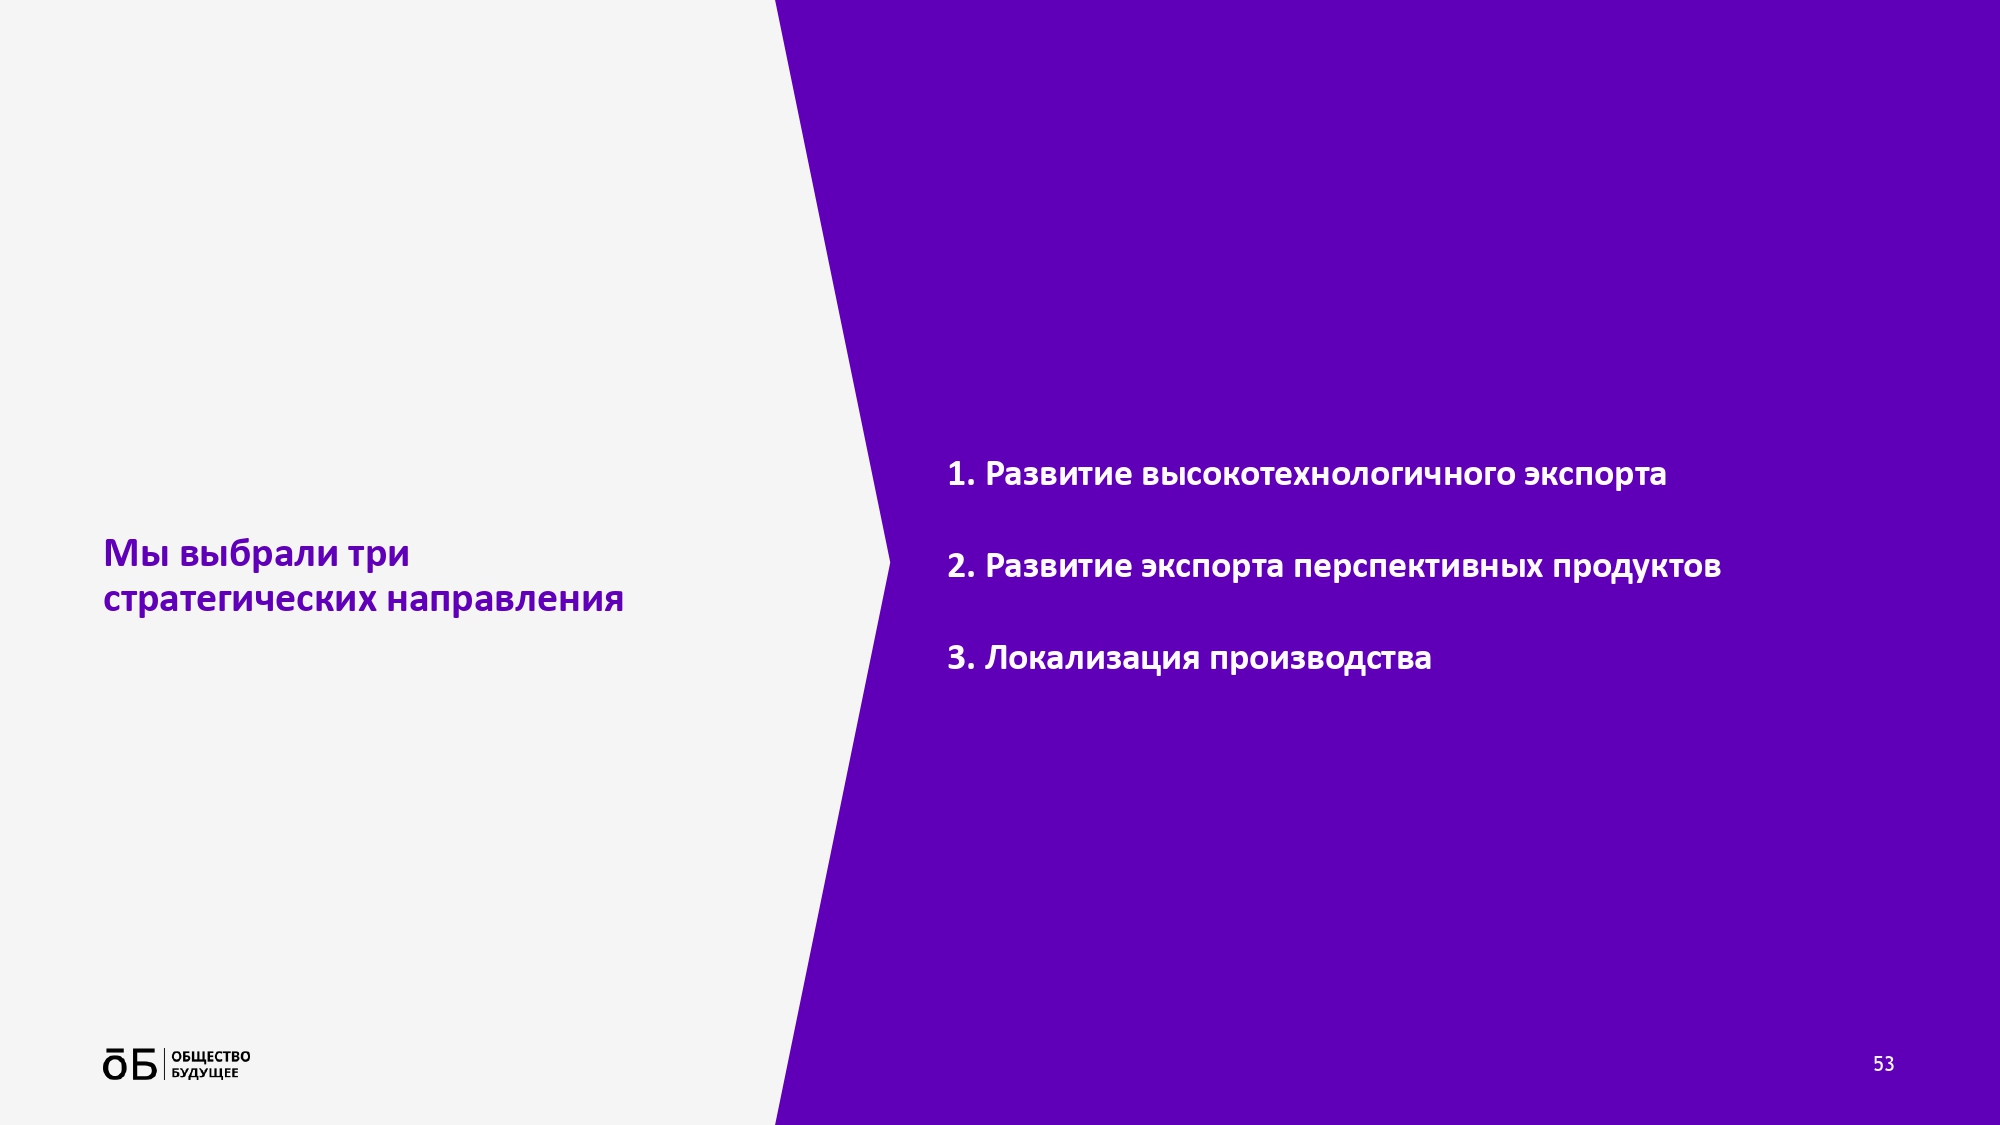 Мы выбрали три
стратегических направления
1. Развитие высокотехнологичного экспорта
2. Развитие экспорта перспективных продуктов
3. Локализация производства
ōБ
ОБЩЕСТВО
БУДУЩЕЕ
53